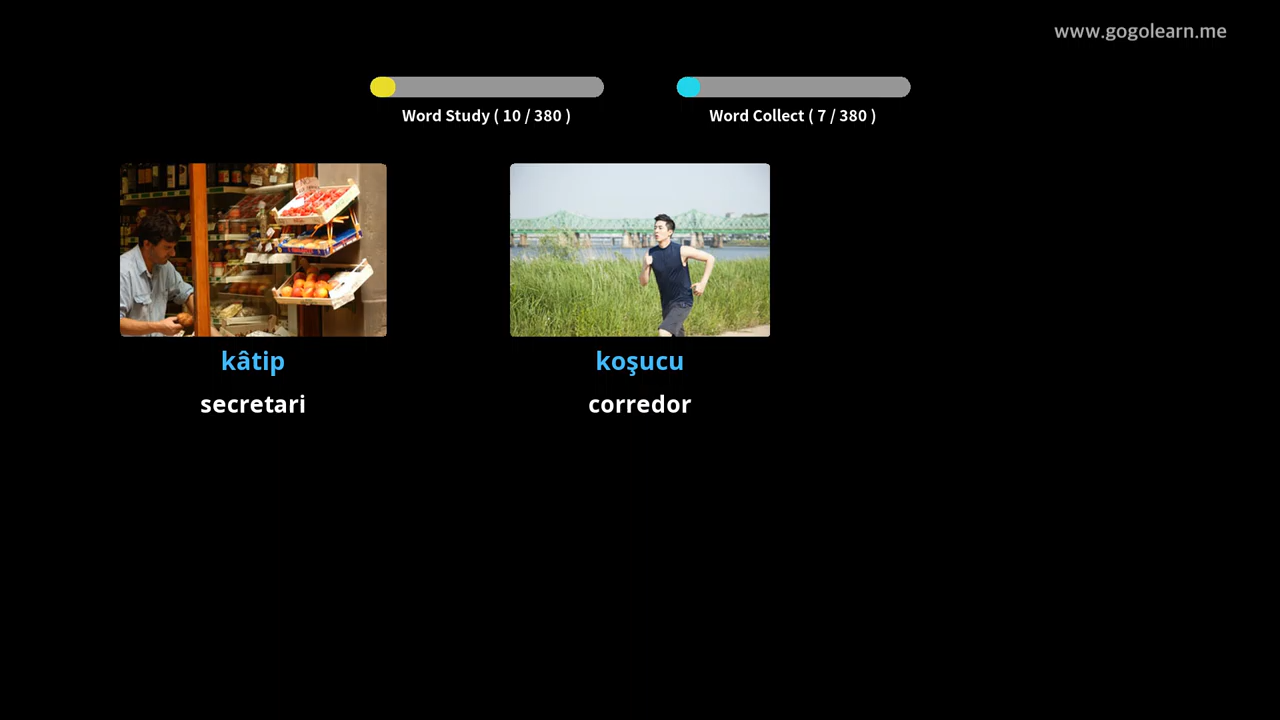 www.gogolearn.me
Word Study ( 10 / 380 )
Word Collect ( 7 / 380 )
kâtip
koşucu
secretari
corredor